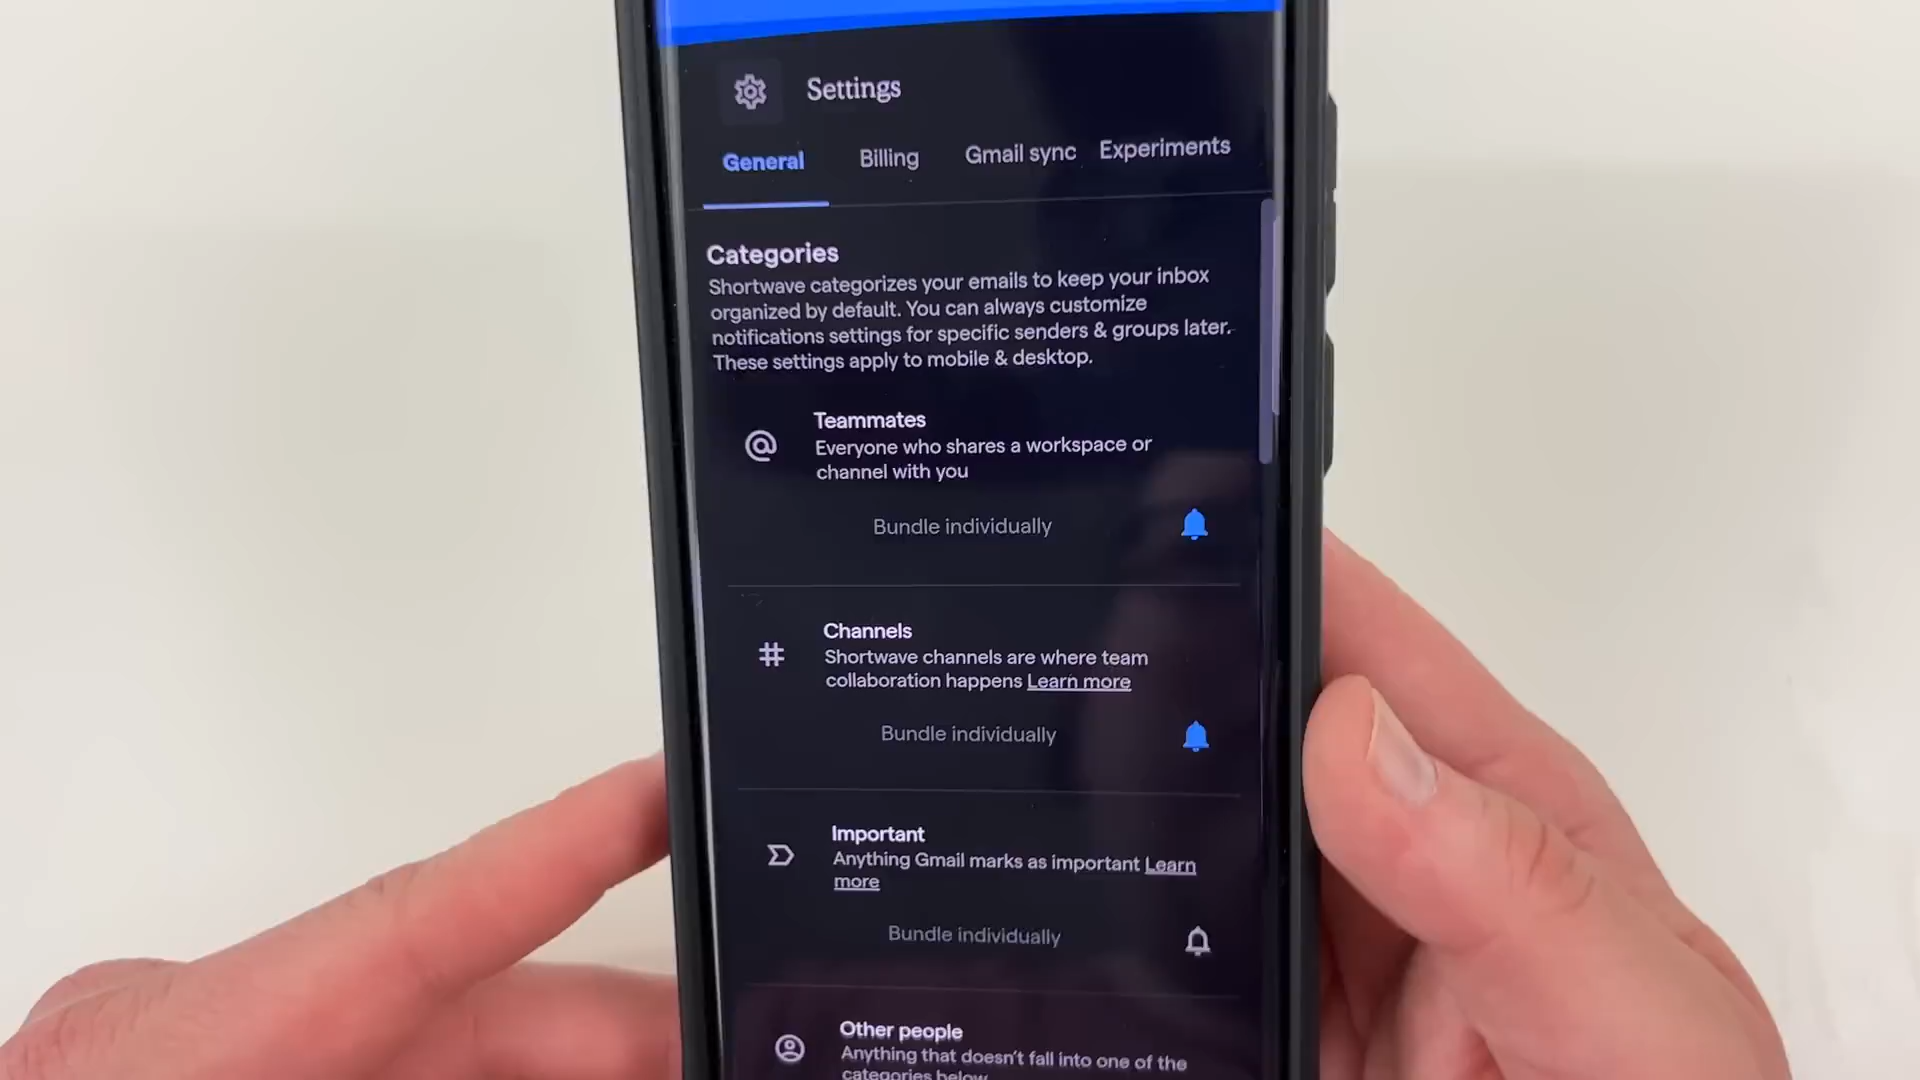 Settings
General Billing Gmail sync Experiments
Categories
Shortwave categorizes your emails to keep your inbox
organized by default. You can always customize
notifications settings for specific senders & groups later.
These settings apply to mobile & desktop.
Teammates
Everyone who shares a workspace or
channel with you
Bundle individually
Channels
Shortwave channels are where team
collaboration happens Learn more
Bundle individually
Important
Anything Gmail marks as important Learn
more
Bundle individually
Other people
Anything that doesn't fall into one of the
categories below